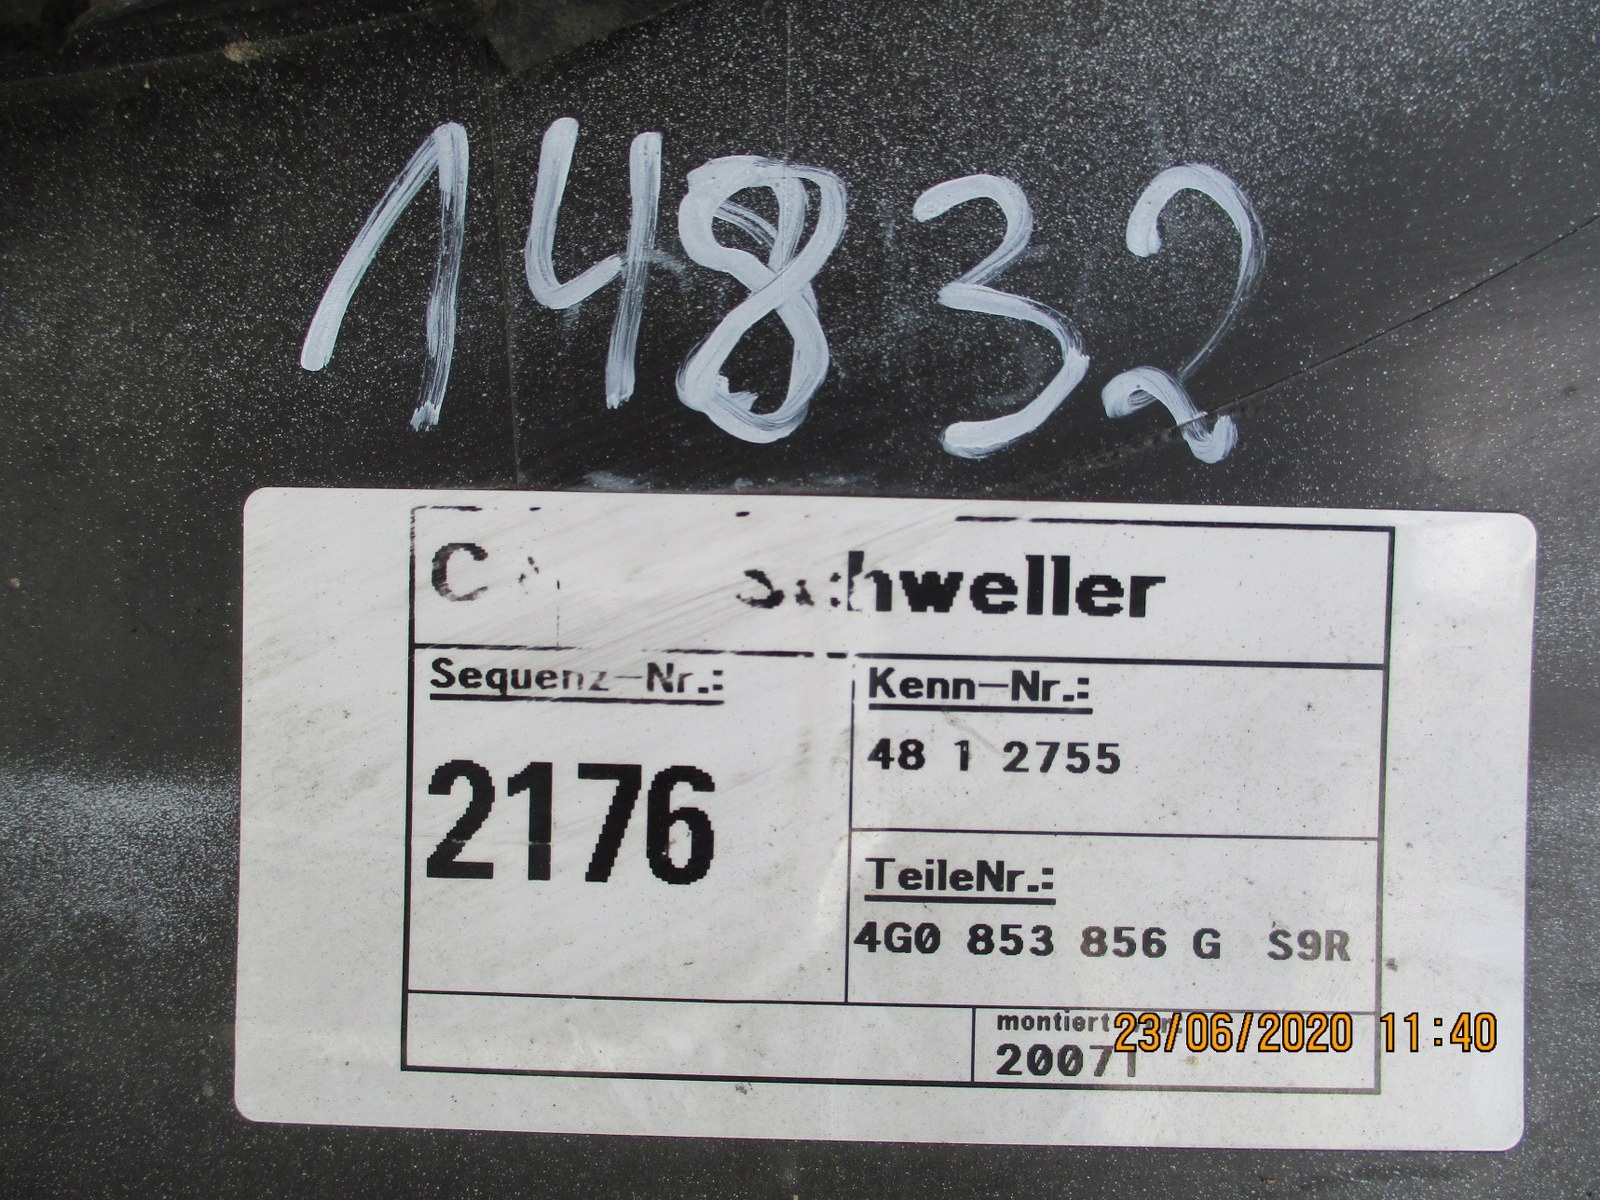 14832
Schweller
Sequenz-Nr.:
2176
Kenn-Nr.:
48 1 2755
TeileNr.:
4G0 853 856 G S9R
montiert
20071
23/06/2020 11:40